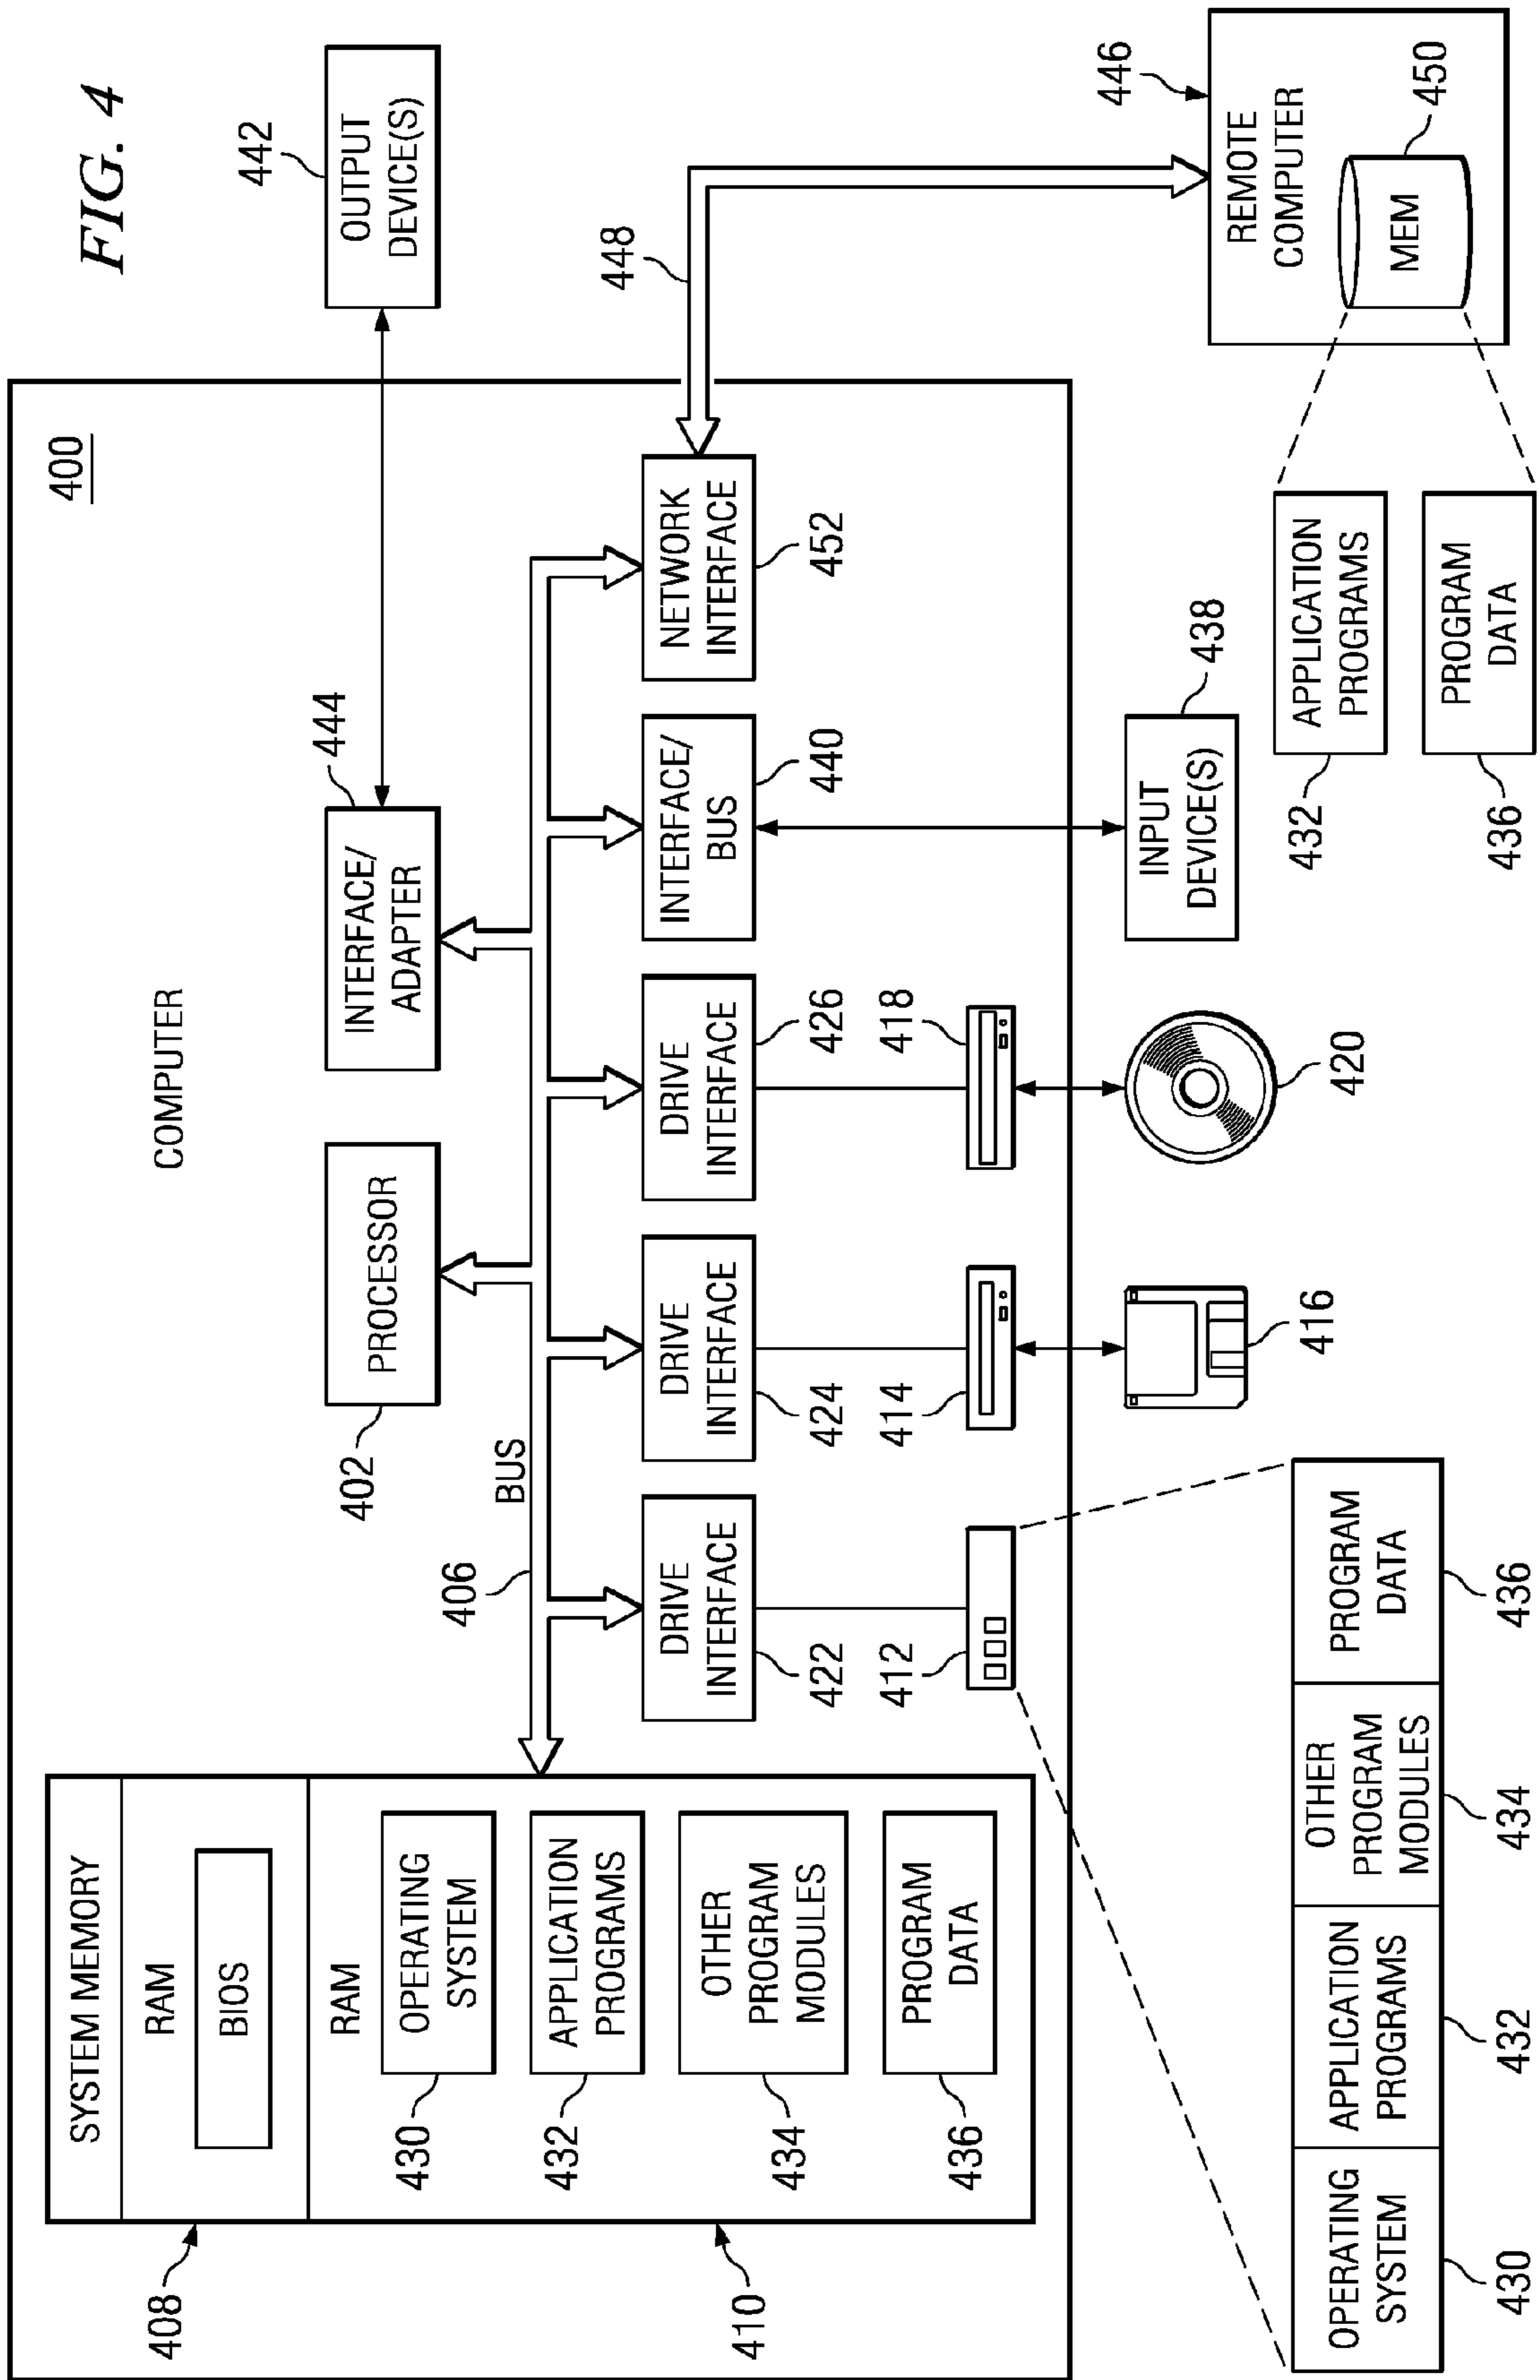 FIG. 4
400
COMPUTER
SYSTEM MEMORY
408
RAM
BIOS
410
RAM
430
OPERATING
SYSTEM
432
APPLICATION
PROGRAMS
434
OTHER
PROGRAM
MODULES
436
PROGRAM
DATA
402
PROCESSOR
444
INTERFACE/
ADAPTER
442
OUTPUT
DEVICE(S)
406
BUS
DRIVE
INTERFACE
422
DRIVE
INTERFACE
424
DRIVE
INTERFACE
426
INTERFACE/
BUS
440
NETWORK
INTERFACE
452
448
412
414
418
416
420
INPUT
DEVICE(S)
438
446
REMOTE
COMPUTER
MEM
450
OPERATING
SYSTEM
430
APPLICATION
PROGRAMS
432
OTHER
PROGRAM
MODULES
434
PROGRAM
DATA
436
APPLICATION
PROGRAMS
432
PROGRAM
DATA
436